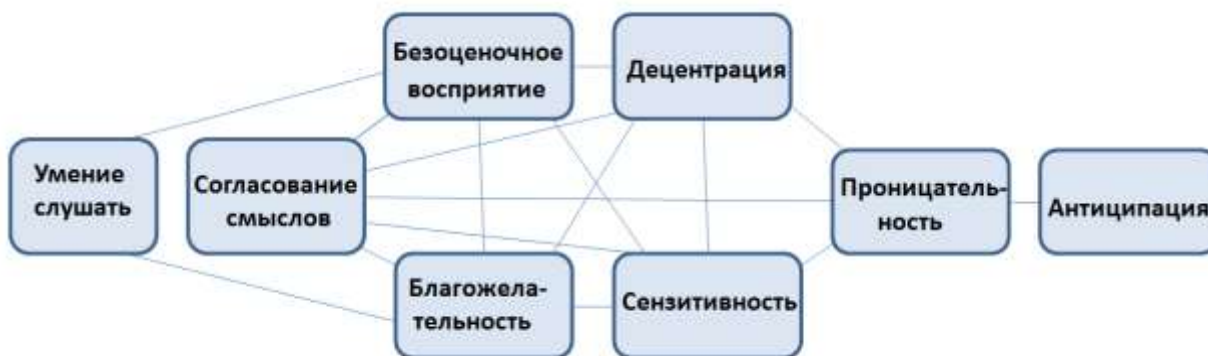 Безоценочное
восприятие
Децентрация
Умение
слушать
Согласование
смыслов
Проницатель-
ность
Антиципация
Благожела-
тельность
Сензитивность